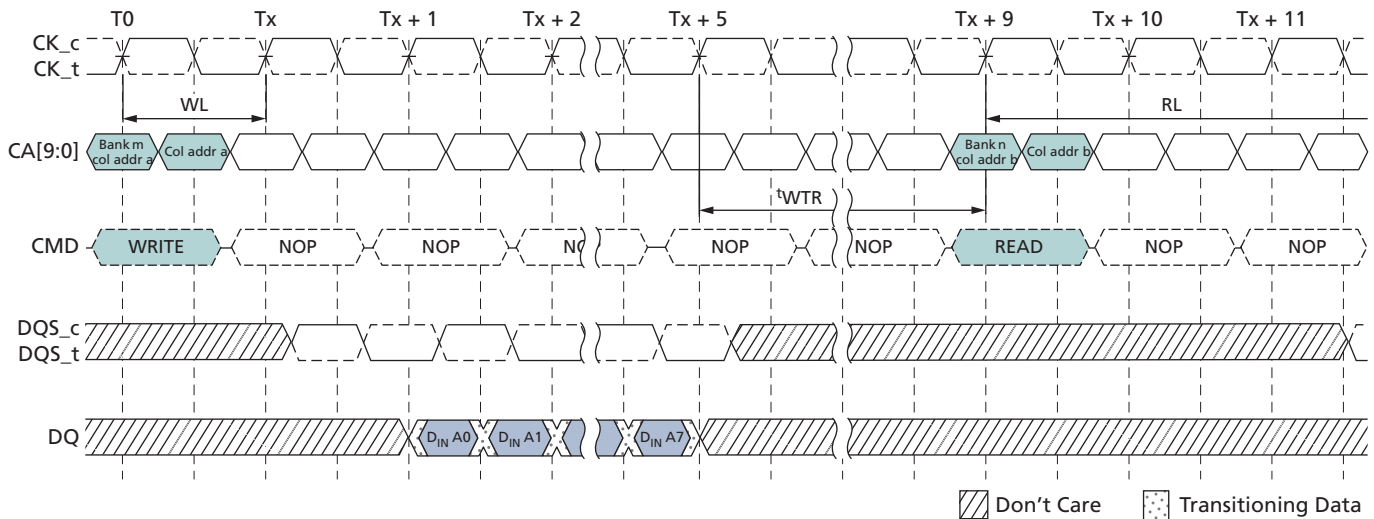 T0 Tx Tx + 1 Tx + 2 Tx + 5 Tx + 9 Tx + 10 Tx + 11
CK_c
CK_t
WL RL
CA[9:0] Bank m Col addr a Bank n Col addr b
col addr a col addr b
tWTR
CMD WRITE NOP NOP NOP NOP READ NOP NOP
DQS_c
DQS_t
DQ DIN A0 DIN A1 DIN A7
Don't Care Transitioning Data